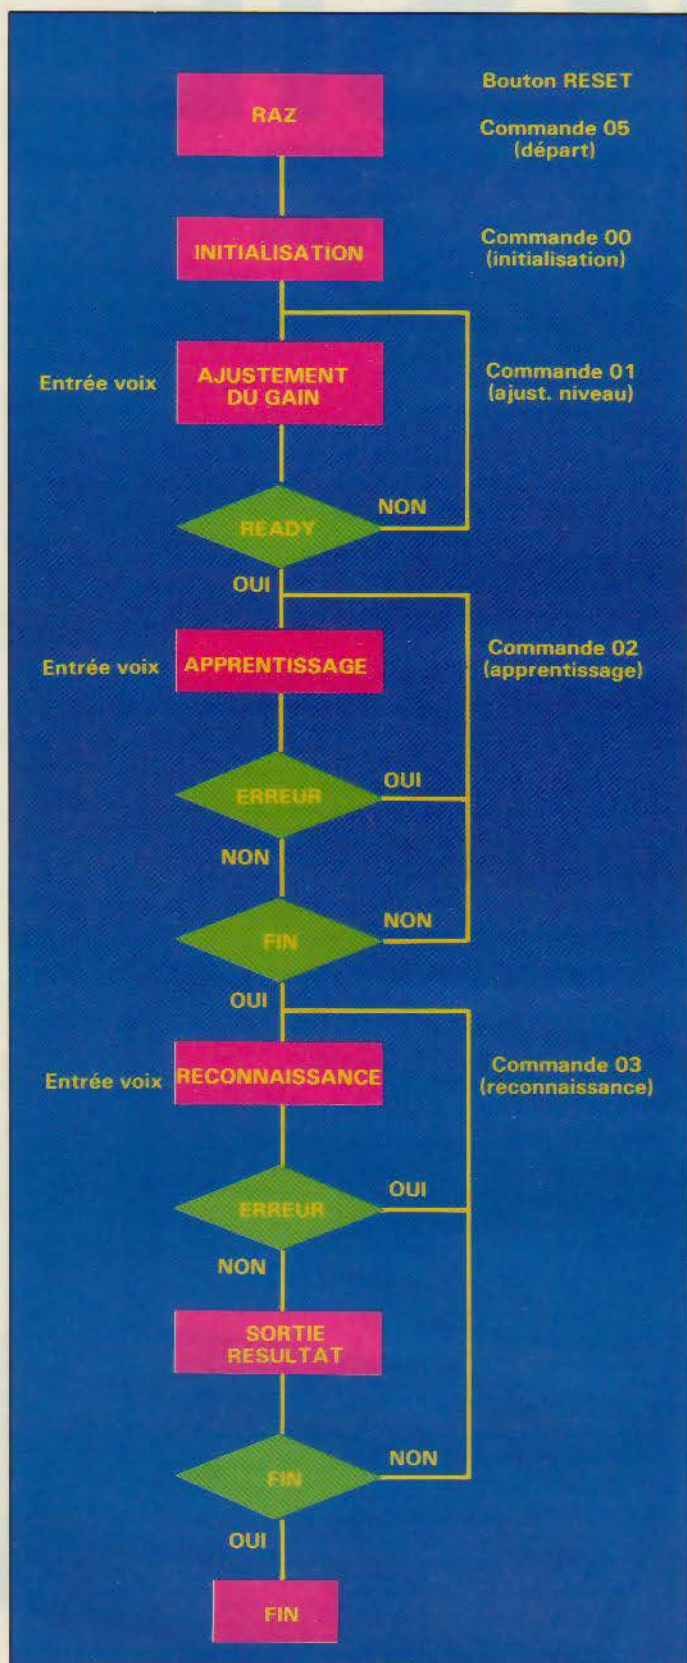 Bouton RESET
RAZ
Commande 05
(départ)
INITIALISATION
Commande 00
(initialisation)
Entrée voix
AJUSTEMENT
DU GAIN
Commande 01
(ajust. niveau)
NON
READY
OUI
Entrée voix
APPRENTISSAGE
Commande 02
(apprentissage)
OUI
ERREUR
NON
NON
FIN
OUI
Entrée voix
RECONNAISSANCE
Commande 03
(reconnaissance)
OUI
ERREUR
NON
SORTIE
RESULTAT
NON
FIN
OUI
FIN